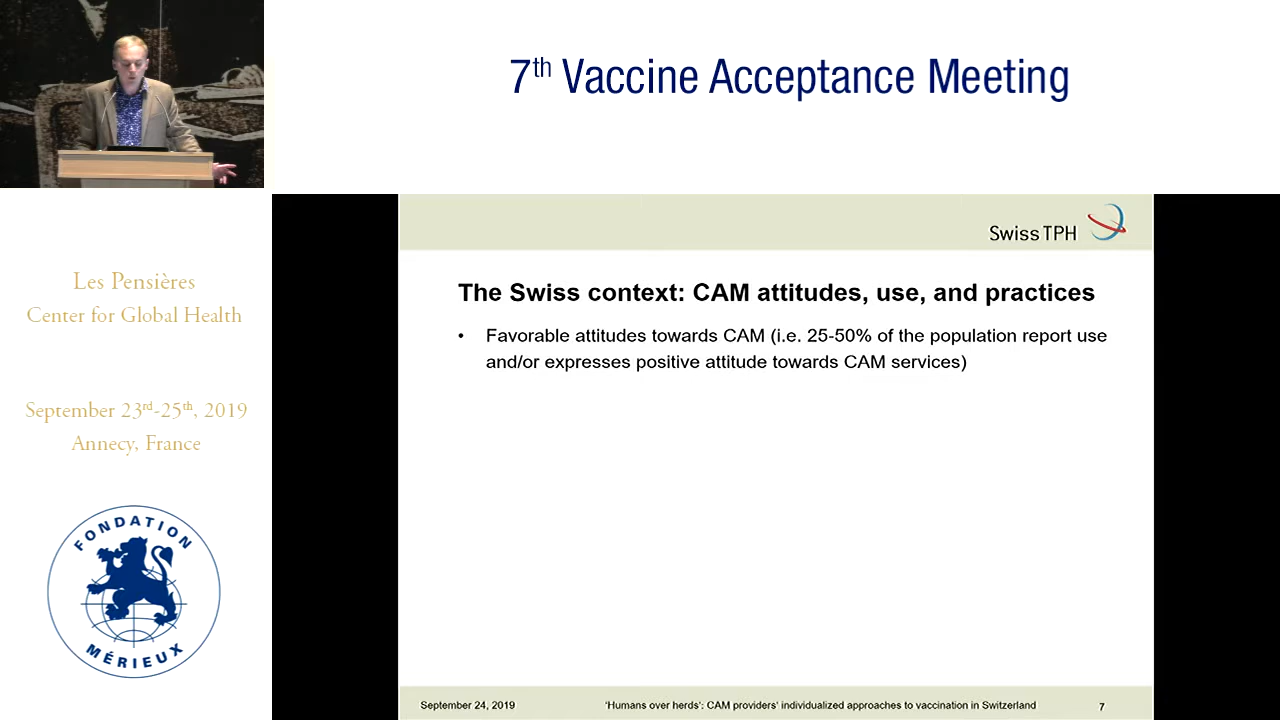 7th Vaccine Acceptance Meeting
Les Pensières
Center for Global Health
September 23rd-25th, 2019
Annecy, France
FONDATION
MÉRIEUX
Swiss TPH
The Swiss context: CAM attitudes, use, and practices
• Favorable attitudes towards CAM (i.e. 25-50% of the population report use
and/or expresses positive attitude towards CAM services)
September 24, 2019
‘Humans over herds’: CAM providers’ individualized approaches to vaccination in Switzerland
7